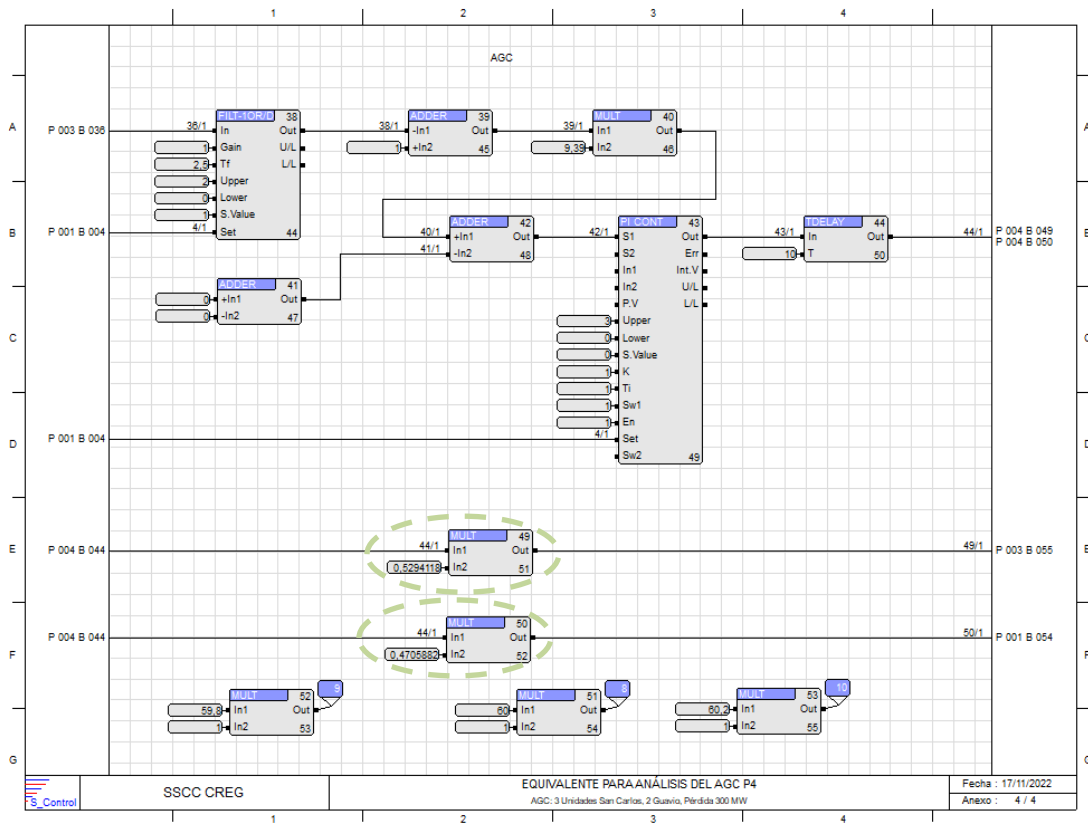 1 2 3 4
AGC
A A
P 003 B 036 36/1 FILT-1OR/D 38 38/1 ADDER 39 39/1 MULT 40
In Out -In1 Out In1 Out
1 Gain U/L 1 +In2 45 9,39 In2 46
2,5 Tf L/L
2 Upper
0 Lower
1 S.Value
P 001 B 004 4/1 Set 44
B
40/1 ADDER 42 42/1 PI CONT 43 43/1 TDELAY 44 44/1 P 004 B 049
+In1 Out S1 Out In Out P 004 B 050
41/1 -In2 48 S2 Err 10 T 50
In1 Int.V
ADDER 41 In2 U/L
0 +In1 Out P.V L/L
0 -In2 47 3 Upper
C
0 Lower
0 S.Value
1 K
1 Ti
1 Sw1
1 En
D D
P 001 B 004 4/1 Set
Sw2 49
E
P 004 B 044 44/1 MULT 49 49/1 P 003 B 055
In1 Out
0,5294118 In2 51
F
P 004 B 044 44/1 MULT 50 50/1 P 001 B 054
In1 Out
0,4705882 In2 52
MULT 52 9 MULT 51 8 MULT 53 10
59,8 In1 Out 60 In1 Out 60,2 In1 Out
1 In2 53 1 In2 54 1 In2 55
G
S_Control
SSCC CREG
EQUIVALENTE PARA ANÁLISIS DEL AGC P4
AGC: 3 Unidades San Carlos, 2 Guavio, Pérdida 300 MW
Fecha : 17/11/2022
Anexo : 4 / 4
1 2 3 4